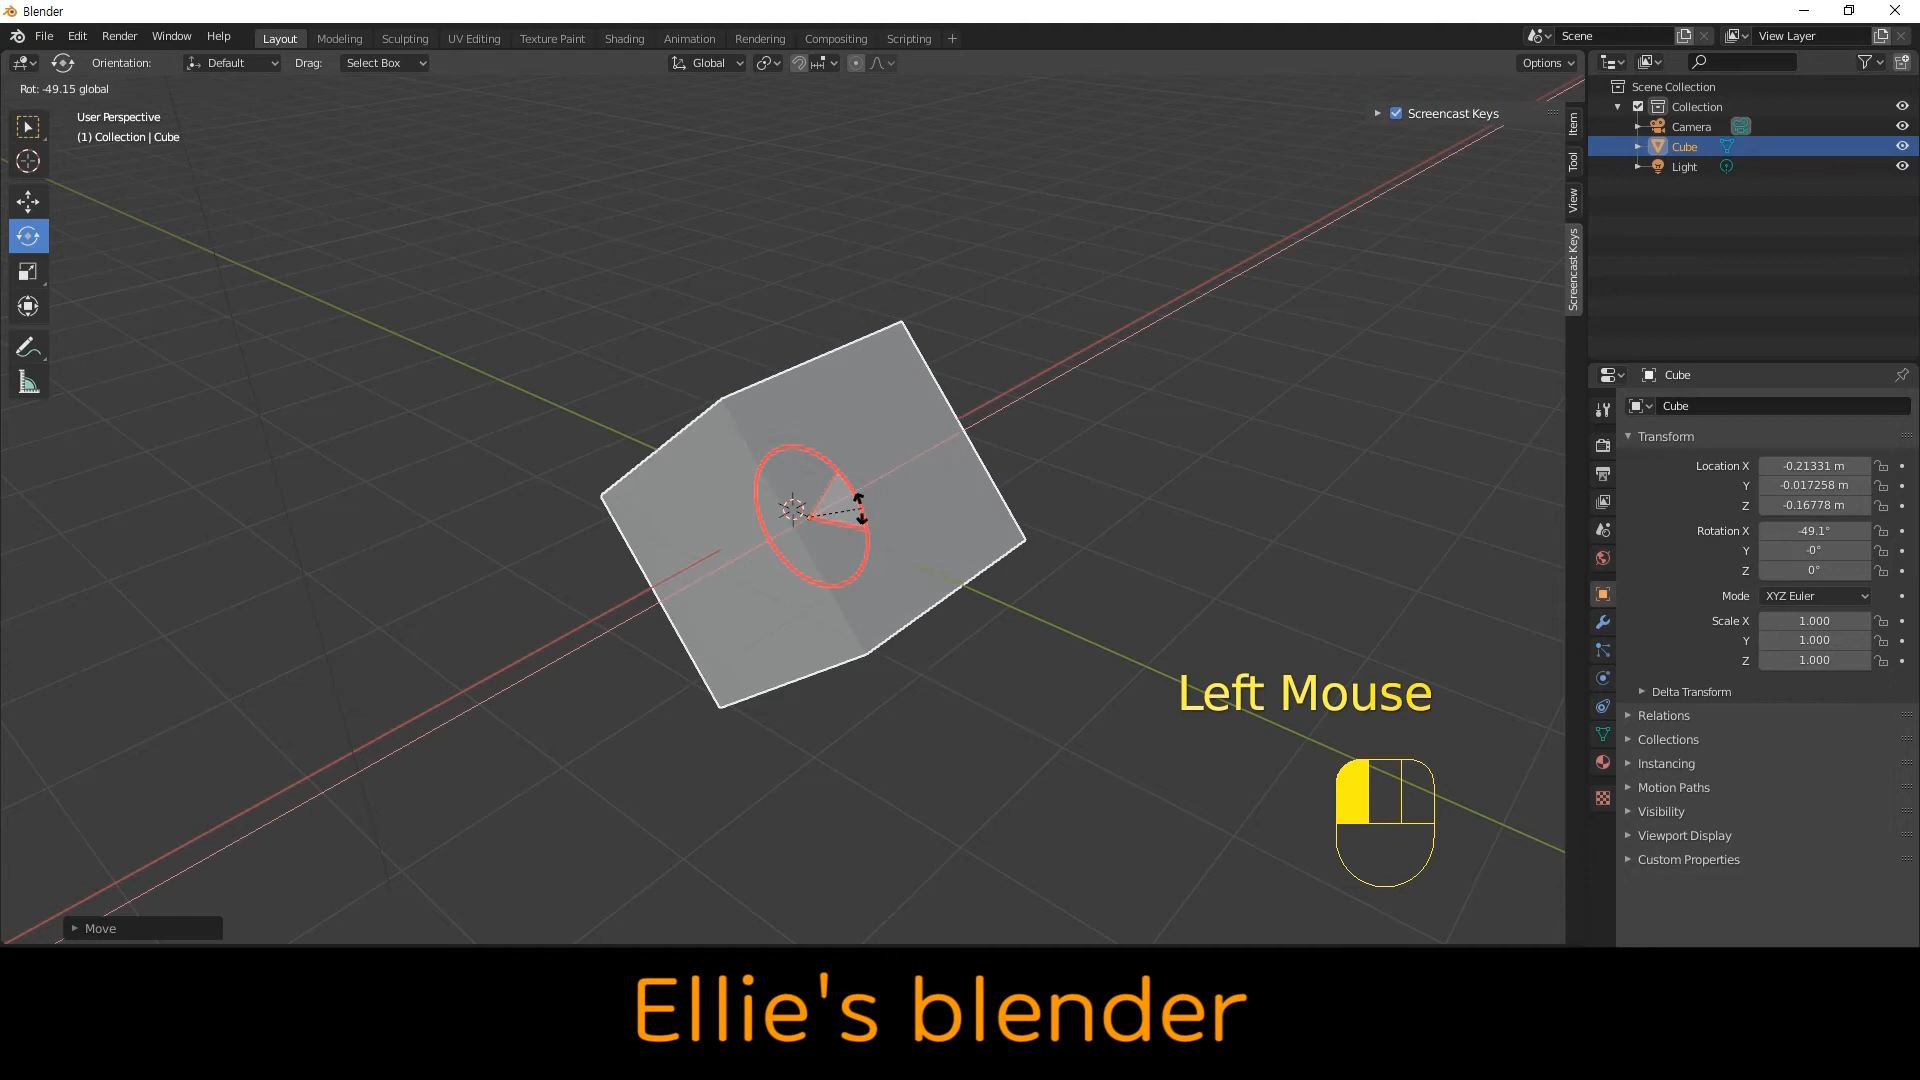 Blender
File Edit Render Window Help
Layout Modeling Sculpting UV Editing Texture Paint Shading Animation Rendering Compositing Scripting +
Scene
View Layer
Orientation: Default Drag: Select Box
Global
Options
Rot: -49.15 global
User Perspective
(1) Collection | Cube
Screencast Keys
Item
Tool
View
Screencast Keys
Scene Collection
Collection
Camera
Cube
Light
Cube
Cube
Transform
Location X -0.21331 m
Y -0.017258 m
Z -0.16778 m
Rotation X -49.1°
Y -0°
Z 0°
Mode XYZ Euler
Scale X 1.000
Y 1.000
Z 1.000
Delta Transform
Relations
Collections
Instancing
Motion Paths
Visibility
Viewport Display
Custom Properties
Left Mouse
Move
Ellie's blender